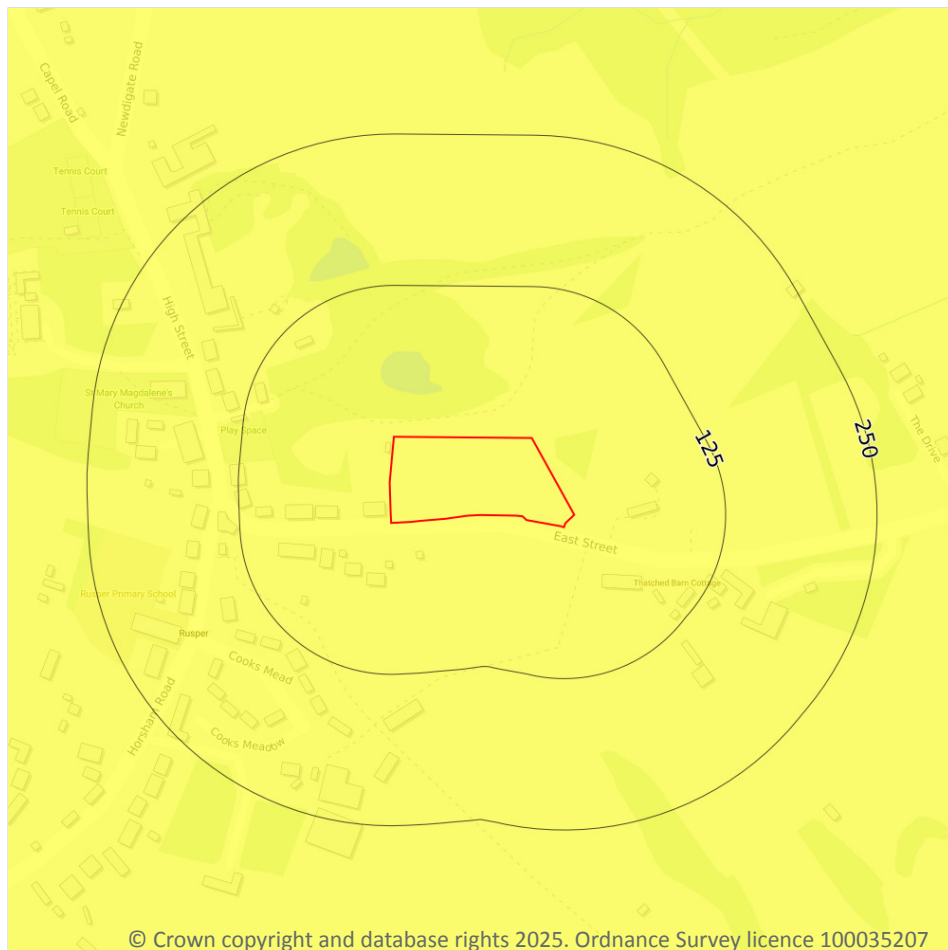 Capel Road
Newdigate Road
Tennis Court
Tennis Court
High Street
St Mary Magdalene's
Church
Play Space
125
250
The Drive
East Street
Thatched Barn Cottage
Rusper Primary School
Rusper
Cooks Mead
Horsham Road
Cooks Meadow
© Crown copyright and database rights 2025. Ordnance Survey licence 100035207